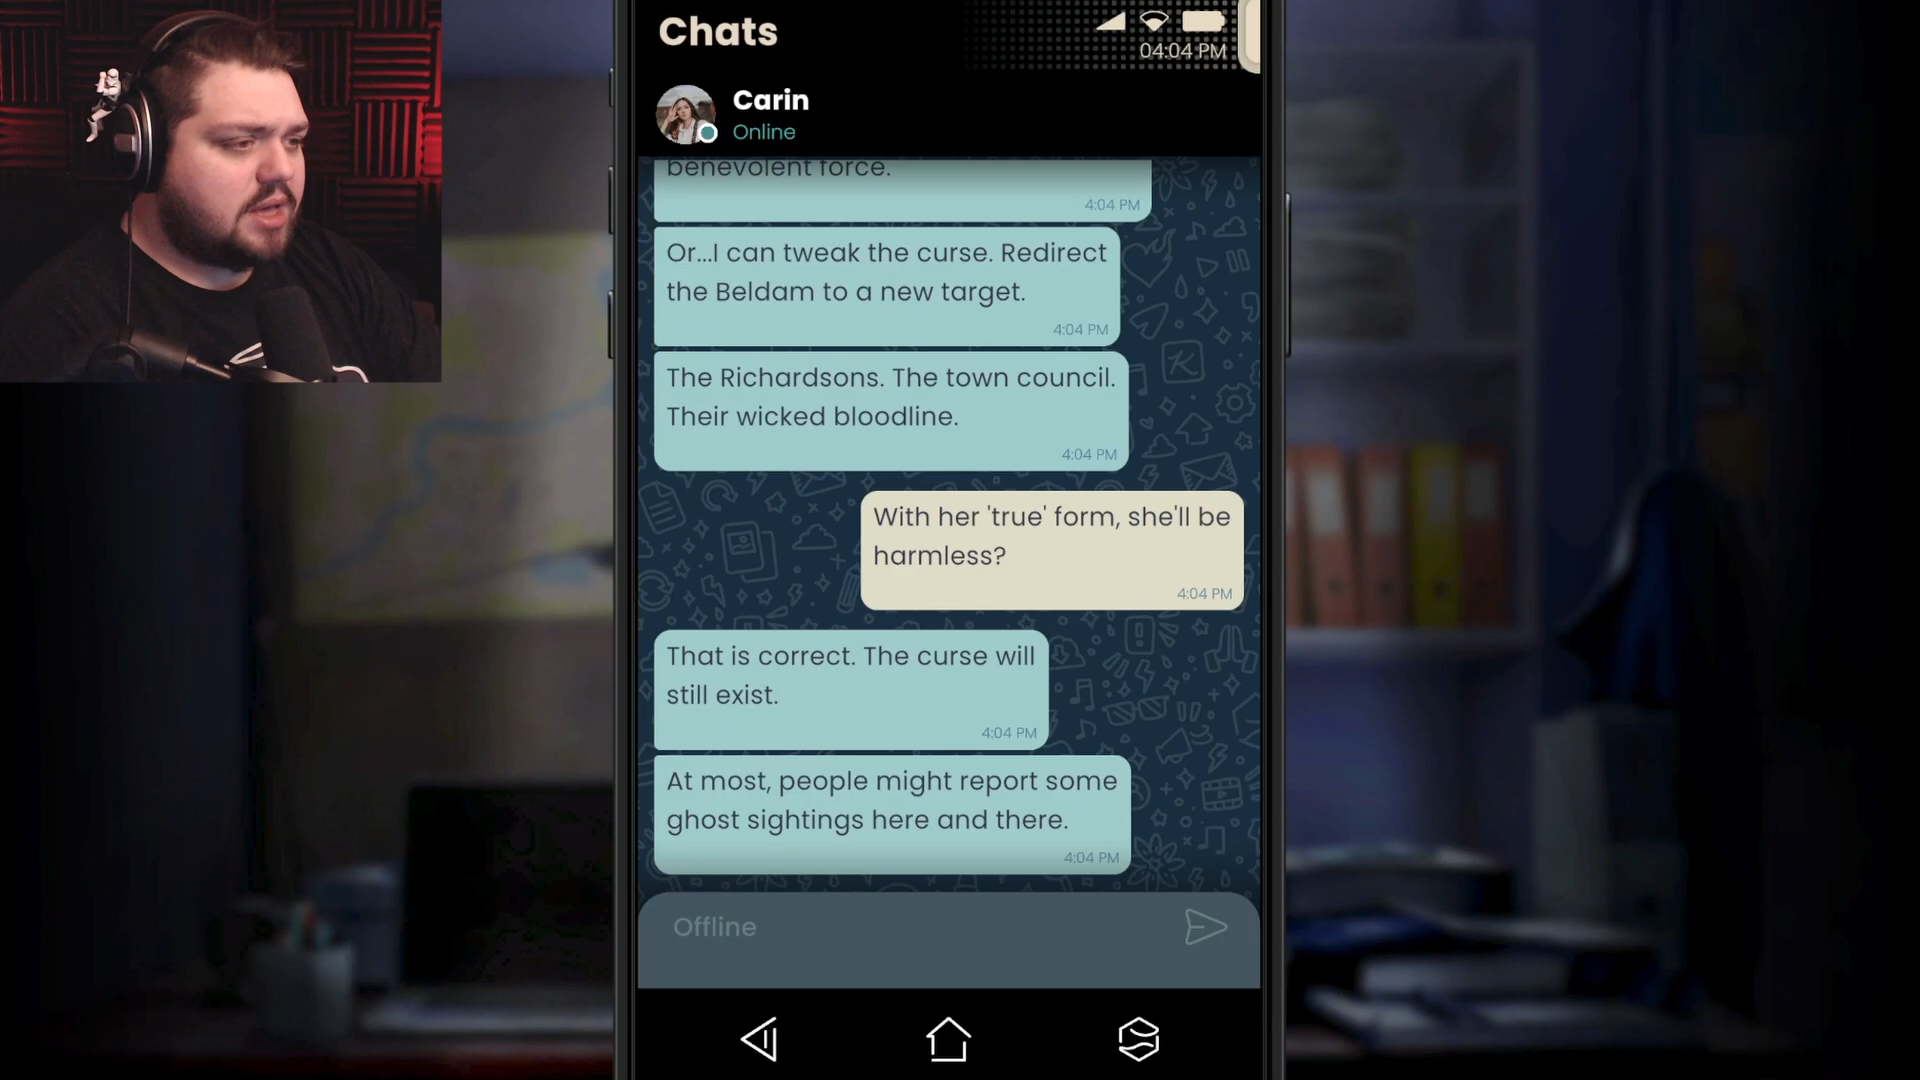 Chats
04:04 PM
Carin
Online
benevolent force.
4:04 PM
Or...I can tweak the curse. Redirect
the Beldam to a new target.
4:04 PM
The Richardsons. The town council.
Their wicked bloodline.
4:04 PM
With her 'true' form, she'll be
harmless?
4:04 PM
That is correct. The curse will
still exist.
4:04 PM
At most, people might report some
ghost sightings here and there.
4:04 PM
Offline